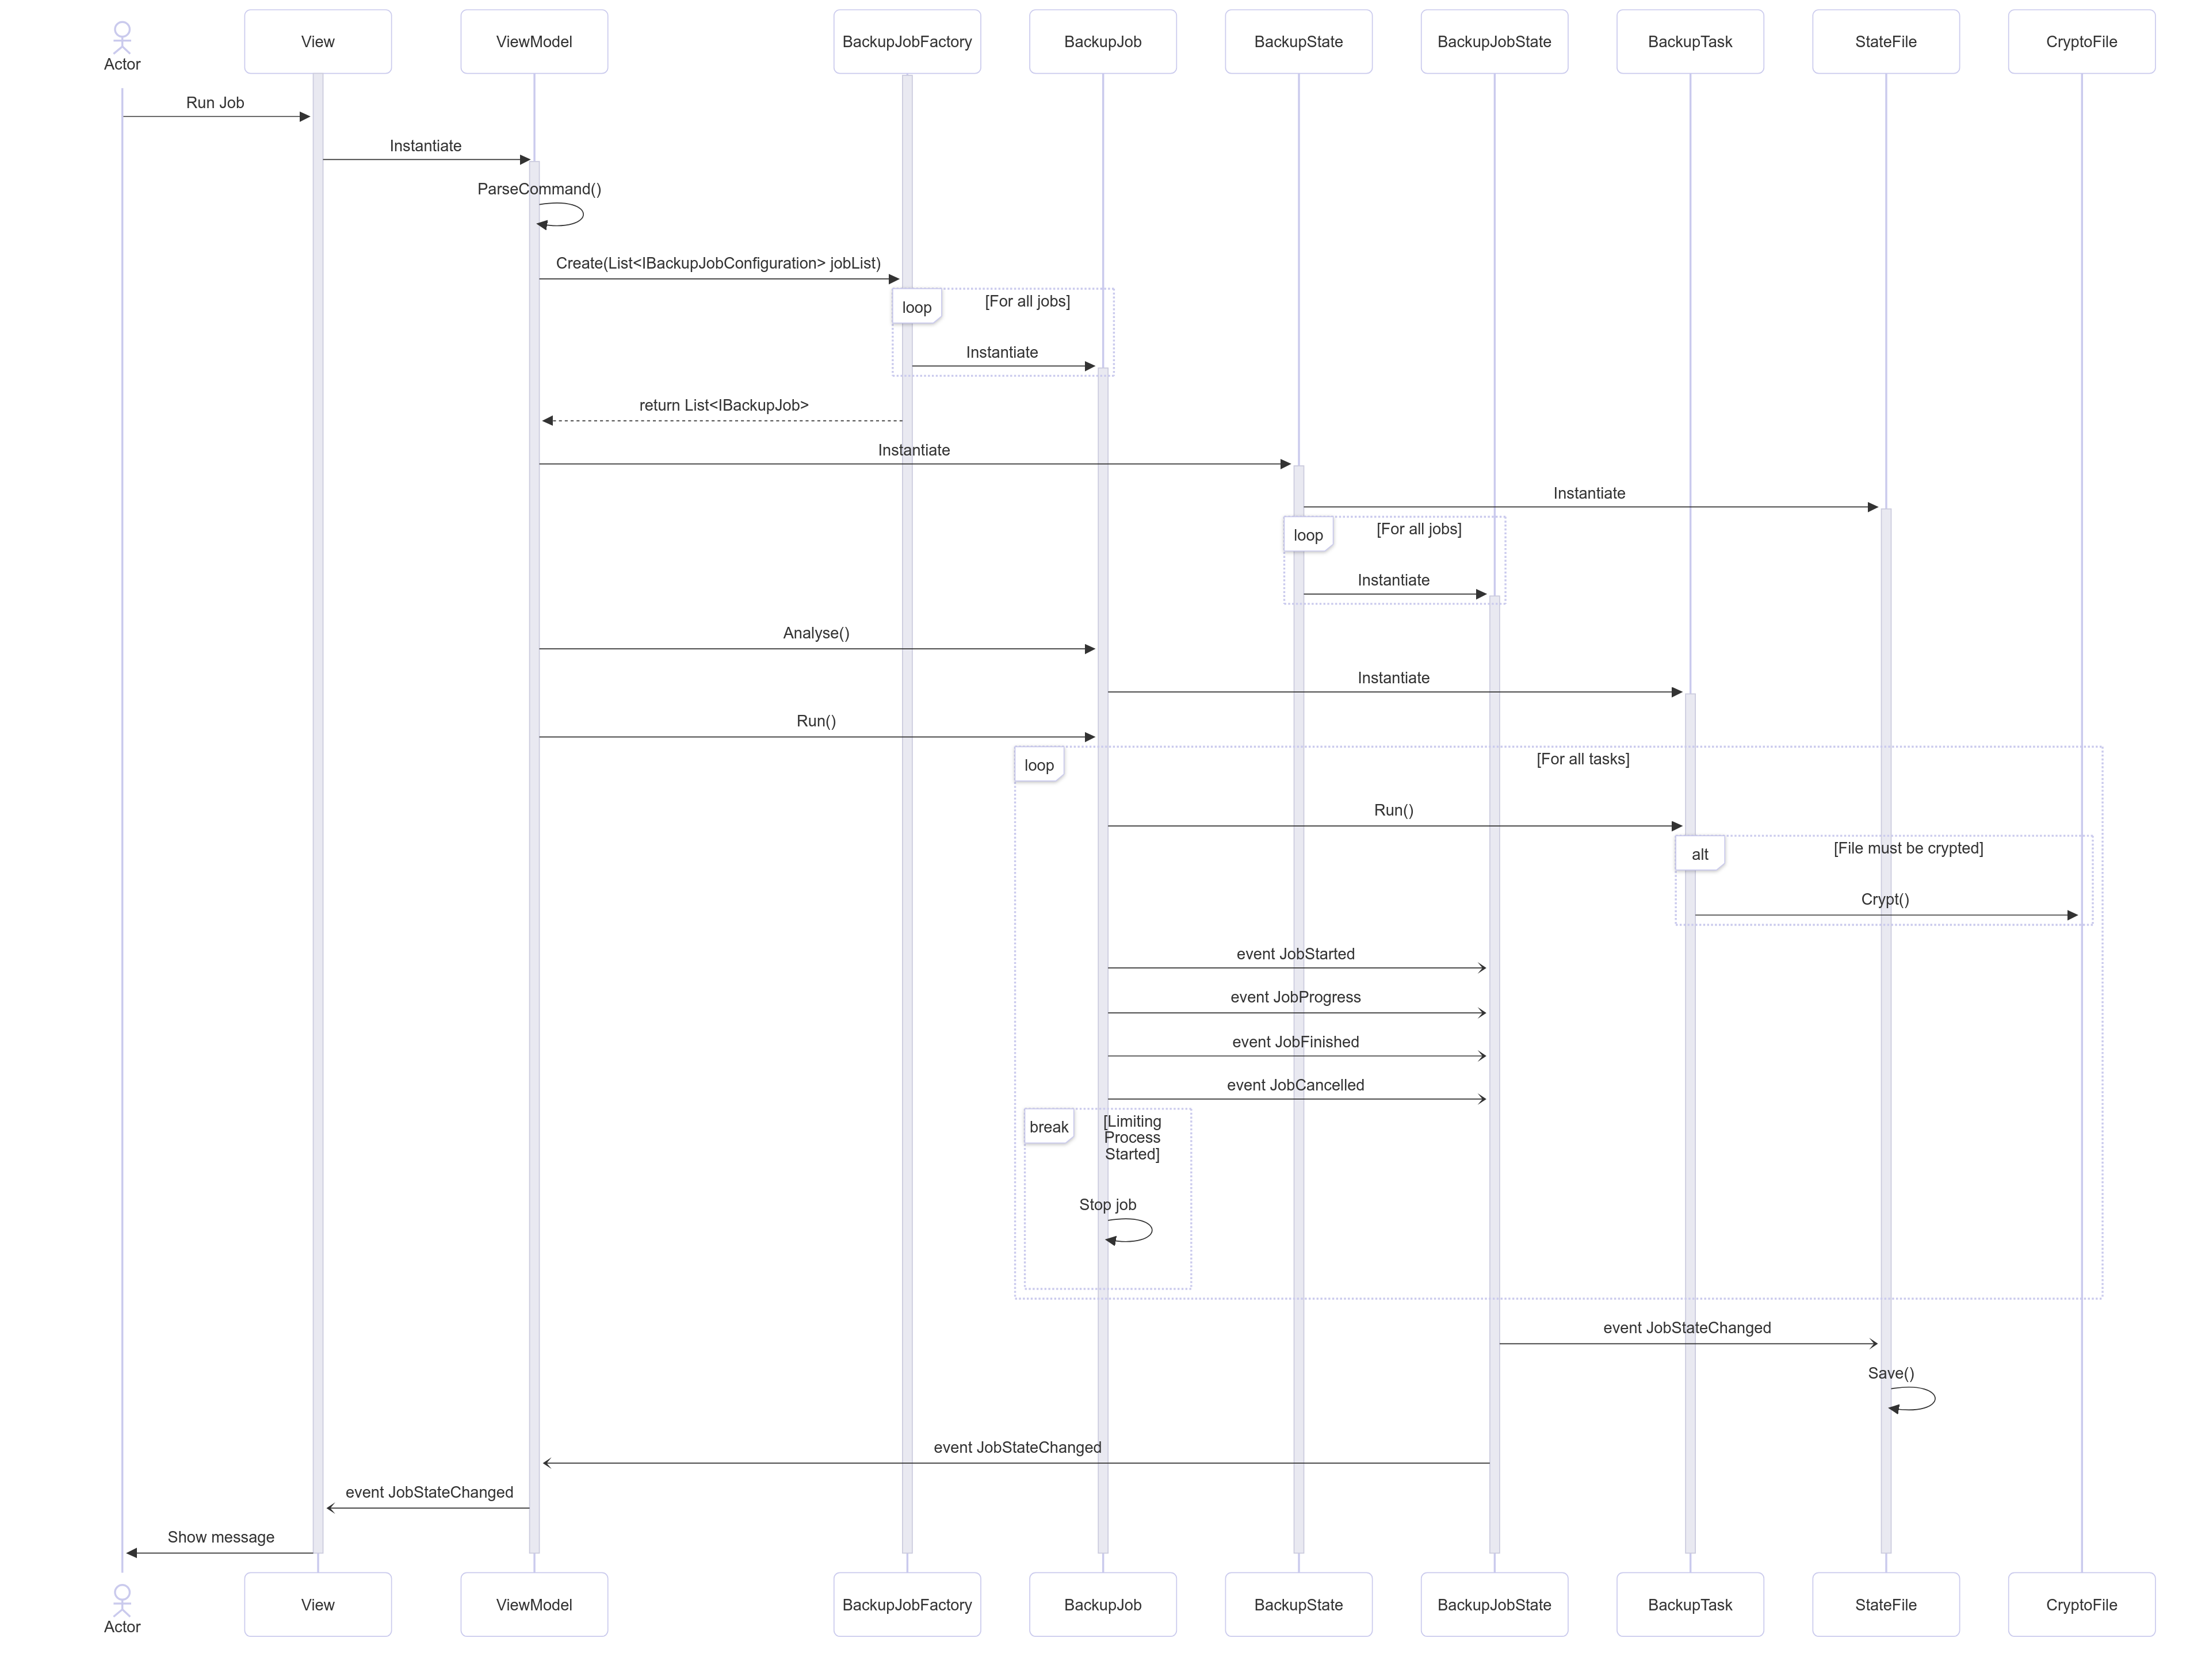 Actor
View
ViewModel
BackupJobFactory
BackupJob
BackupState
BackupJobState
BackupTask
StateFile
CryptoFile
Run Job
Instantiate
ParseCommand()
Create(List<IBackupJobConfiguration> jobList)
loop
[For all jobs]
Instantiate
return List<IBackupJob>
Instantiate
Instantiate
loop
[For all jobs]
Instantiate
Analyse()
Instantiate
Run()
loop
[For all tasks]
Run()
alt
[File must be crypted]
Crypt()
event JobStarted
event JobProgress
event JobFinished
event JobCancelled
break
[Limiting
Process
Started]
Stop job
event JobStateChanged
Save()
event JobStateChanged
event JobStateChanged
Show message
Actor
View
ViewModel
BackupJobFactory
BackupJob
BackupState
BackupJobState
BackupTask
StateFile
CryptoFile